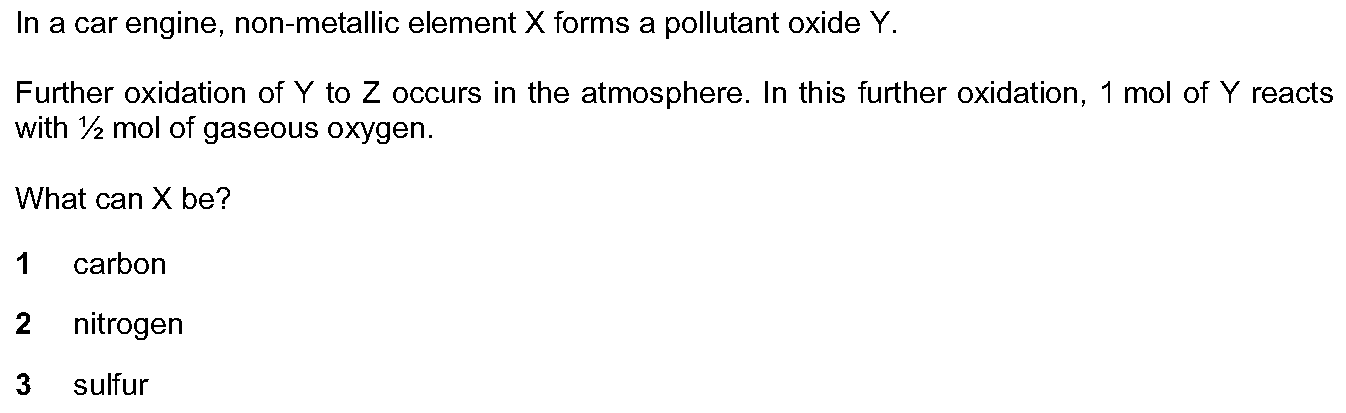 In a car engine, non-metallic element X forms a pollutant oxide Y.
Further oxidation of Y to Z occurs in the atmosphere. In this further oxidation, 1 mol of Y reacts
with ½ mol of gaseous oxygen.
What can X be?
1 carbon
2 nitrogen
3 sulfur